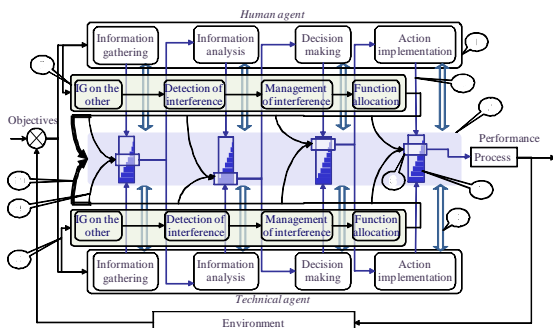 Human agent
Information
gathering
Information
analysis
Decision
making
Action
implementation
IG on the
other
Detection of
interference
Management
of interference
Function
allocation
Objectives
Performance
Process
IG on the
other
Detection of
interference
Management
of interference
Function
allocation
Information
gathering
Information
analysis
Decision
making
Action
implementation
Technical agent
Environment